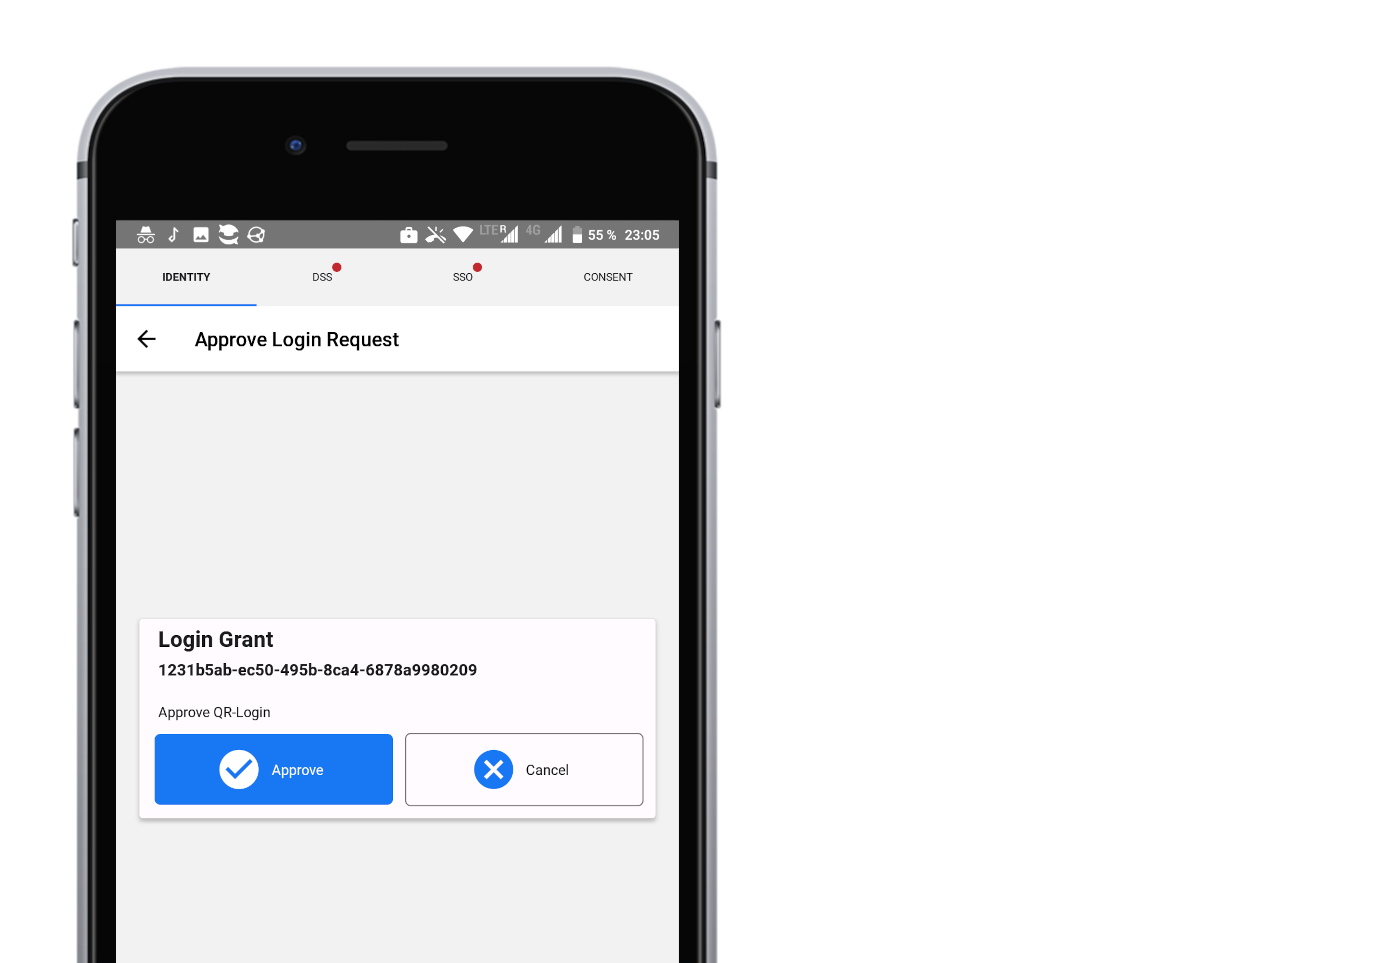 LTE R 4G 55 % 23:05
IDENTITY DSS SSO CONSENT
Approve Login Request
Login Grant
1231b5ab-ec50-495b-8ca4-6878a9980209
Approve QR-Login
Approve Cancel